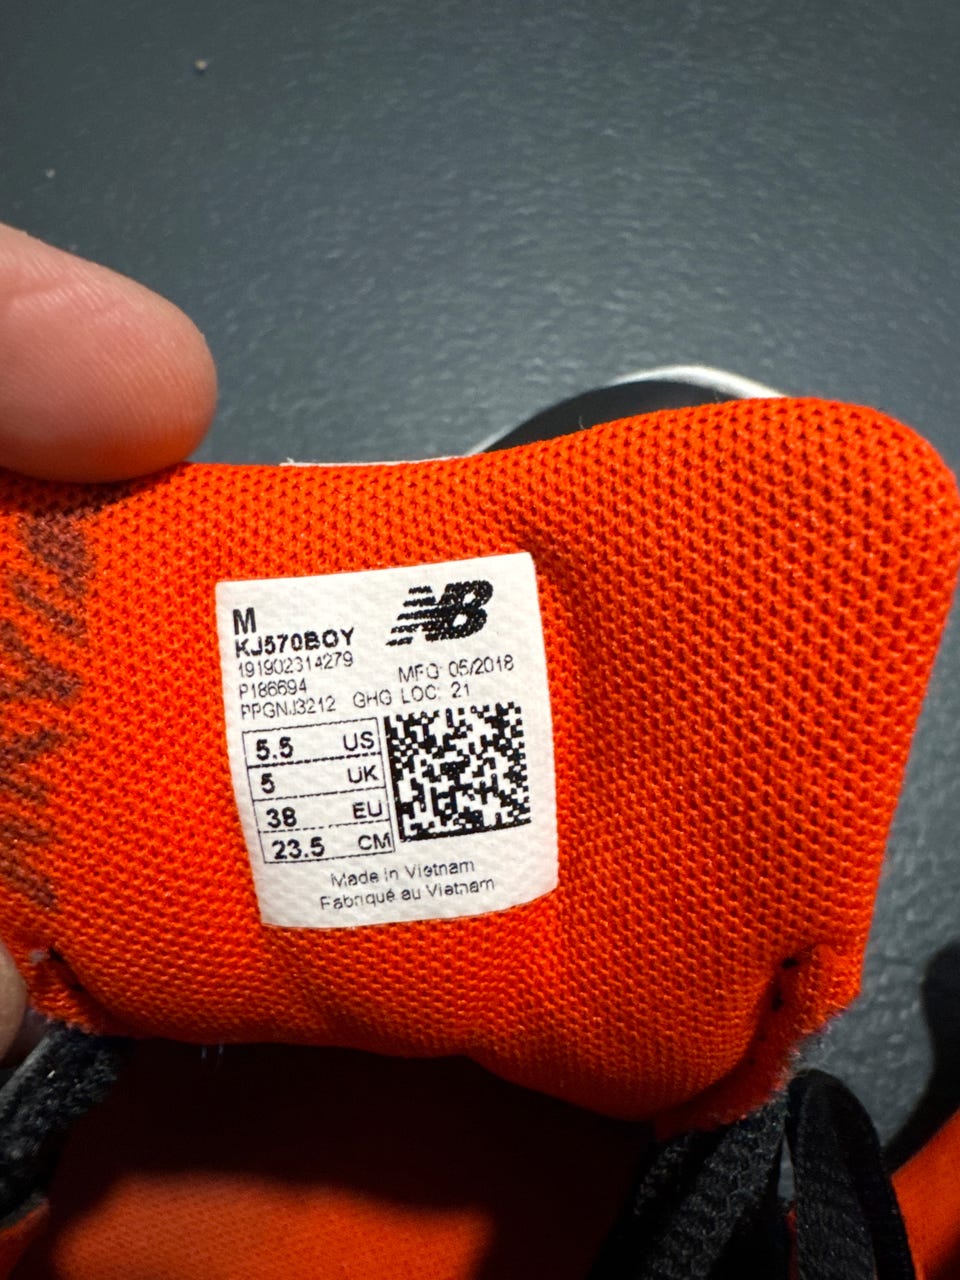 M
NB
KJ570BOY
191902314279
MFG: 05/2018
P186694
PPGNJ3212 GHG LOC: 21
5.5 US
5 UK
38 EU
23.5 CM
Made in Vietnam
Fabriqué au Vietnam